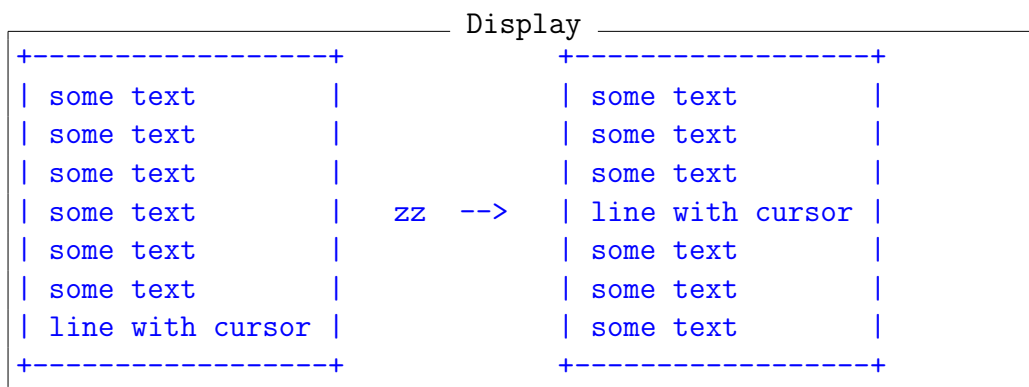 Display
+------------------+             +------------------+
| some text        |             | some text        |
| some text        |             | some text        |
| some text        |             | some text        |
| some text        |   zz  -->   | line with cursor |
| some text        |             | some text        |
| some text        |             | some text        |
| line with cursor |             | some text        |
+------------------+             +------------------+